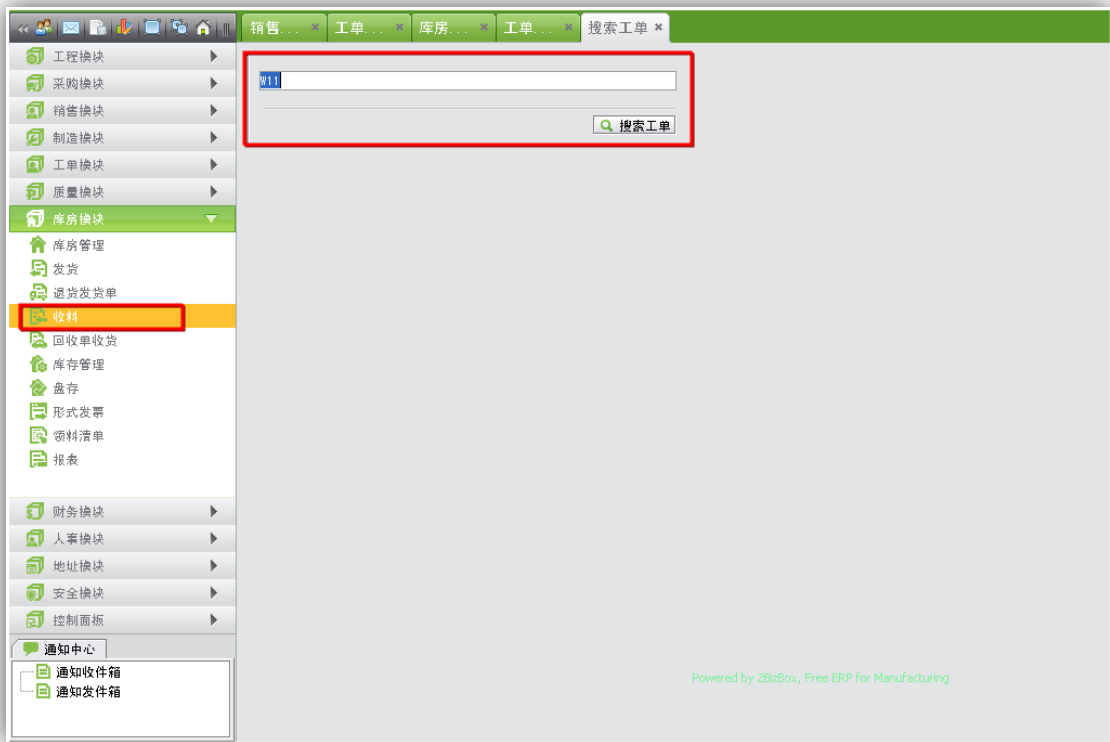 销售... × 工单... × 库房... × 工单... × 搜索工单 ×
工程模块
采购模块
销售模块
制造模块
工单模块
质量模块
库房模块
库房管理
发货
退货发货单
收料
回收单收货
库存管理
盘存
形式发票
领料清单
报表
财务模块
人事模块
地址模块
安全模块
控制面板
通知中心
通知收件箱
通知发件箱
W11
搜索工单
Powered by 2BizBox, Free ERP for Manufacturing